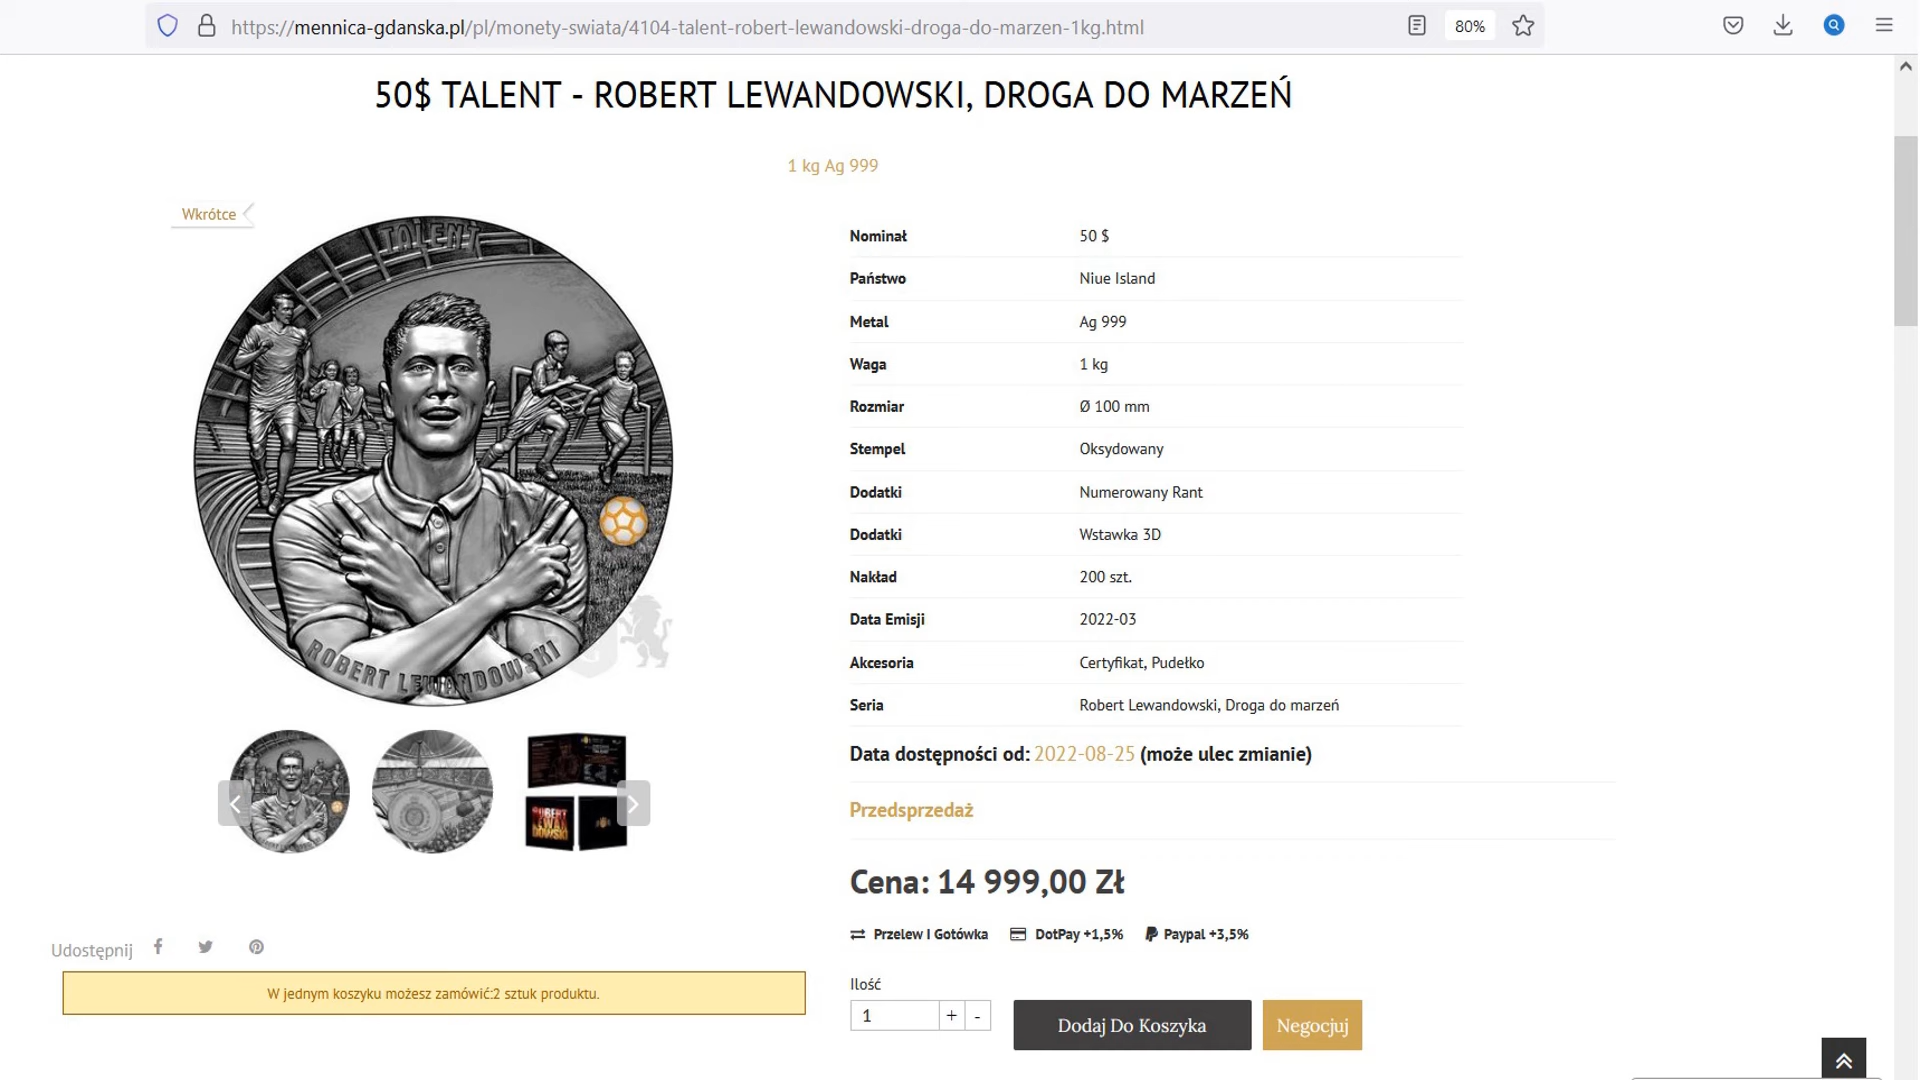 https://mennica-gdanska.pl/pl/monety-swiata/4104-talent-robert-lewandowski-droga-do-marzen-1kg.html
80%
50$ TALENT - ROBERT LEWANDOWSKI, DROGA DO MARZEŃ
1 kg Ag 999
Wkrótce
TALENT
ROBERT LEWANDOWSKI
Nominał 50 $
Państwo Niue Island
Metal Ag 999
Waga 1 kg
Rozmiar Ø 100 mm
Stempel Oksydowany
Dodatki Numerowany Rant
Dodatki Wstawka 3D
Nakład 200 szt.
Data Emisji 2022-03
Akcesoria Certyfikat, Pudełko
Seria Robert Lewandowski, Droga do marzeń
ROBERT
LEWAN
DOWSKI
Data dostępności od: 2022-08-25 (może ulec zmianie)
Przedsprzedaż
Cena: 14 999,00 Zł
Przelew I Gotówka DotPay +1,5% Paypal +3,5%
Udostępnij
W jednym koszyku możesz zamówić:2 sztuk produktu.
Ilość
1 + -
Dodaj Do Koszyka
Negocjuj